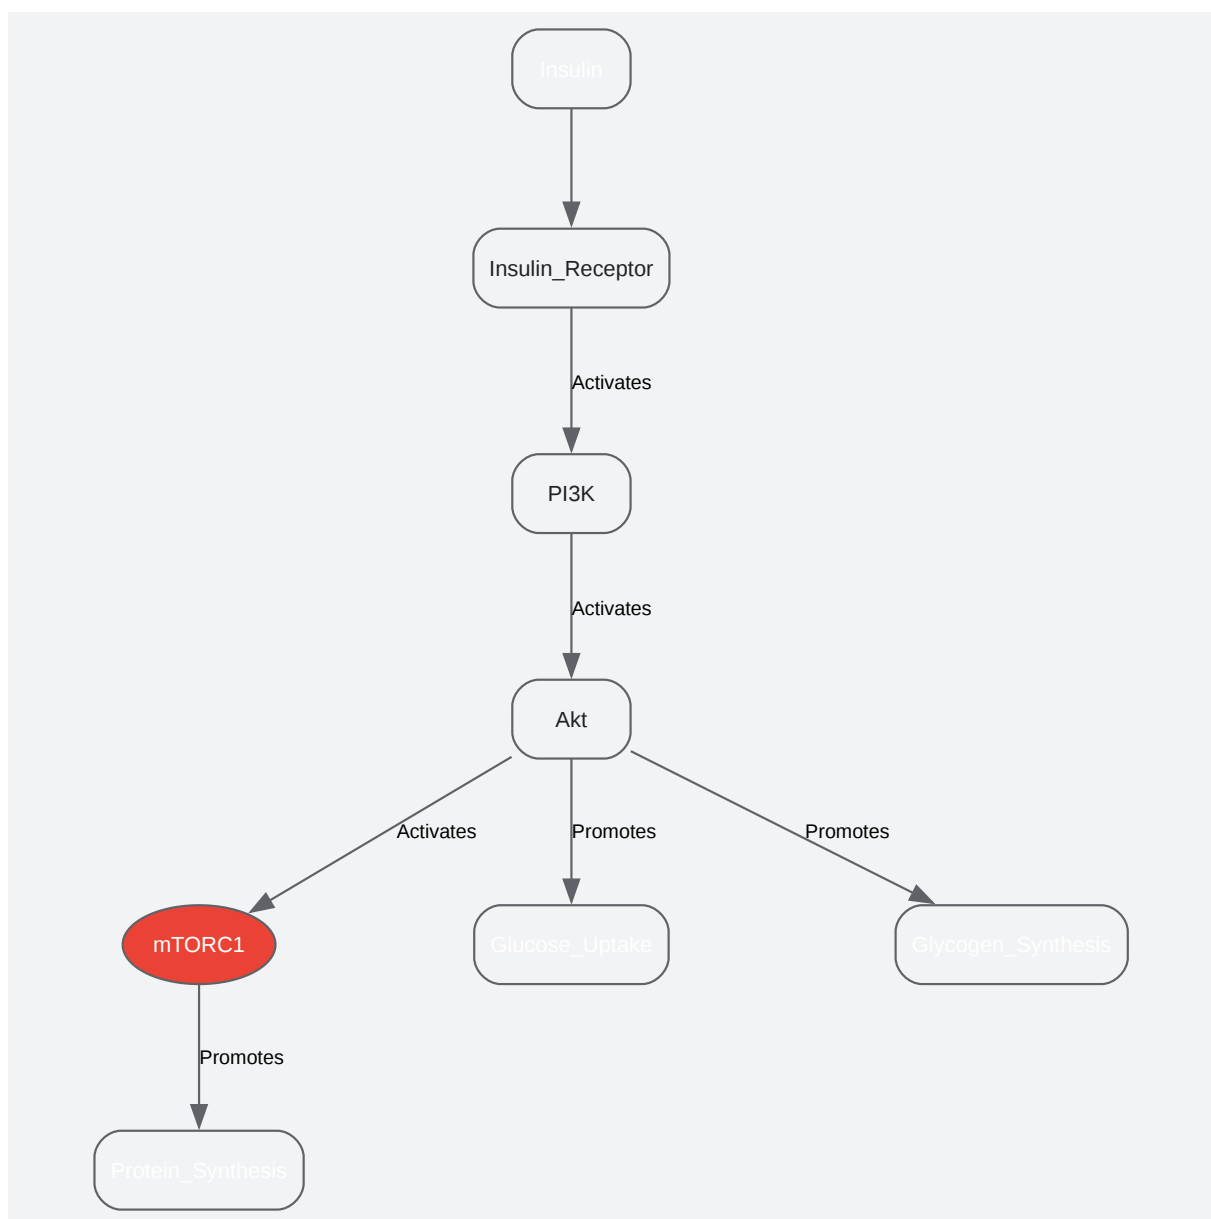 Insulin
Insulin_Receptor
Activates
PI3K
Activates
Akt
Activates
Promotes
Promotes
mTORC1
Glucose_Uptake
Glycogen_Synthesis
Promotes
Protein_Synthesis